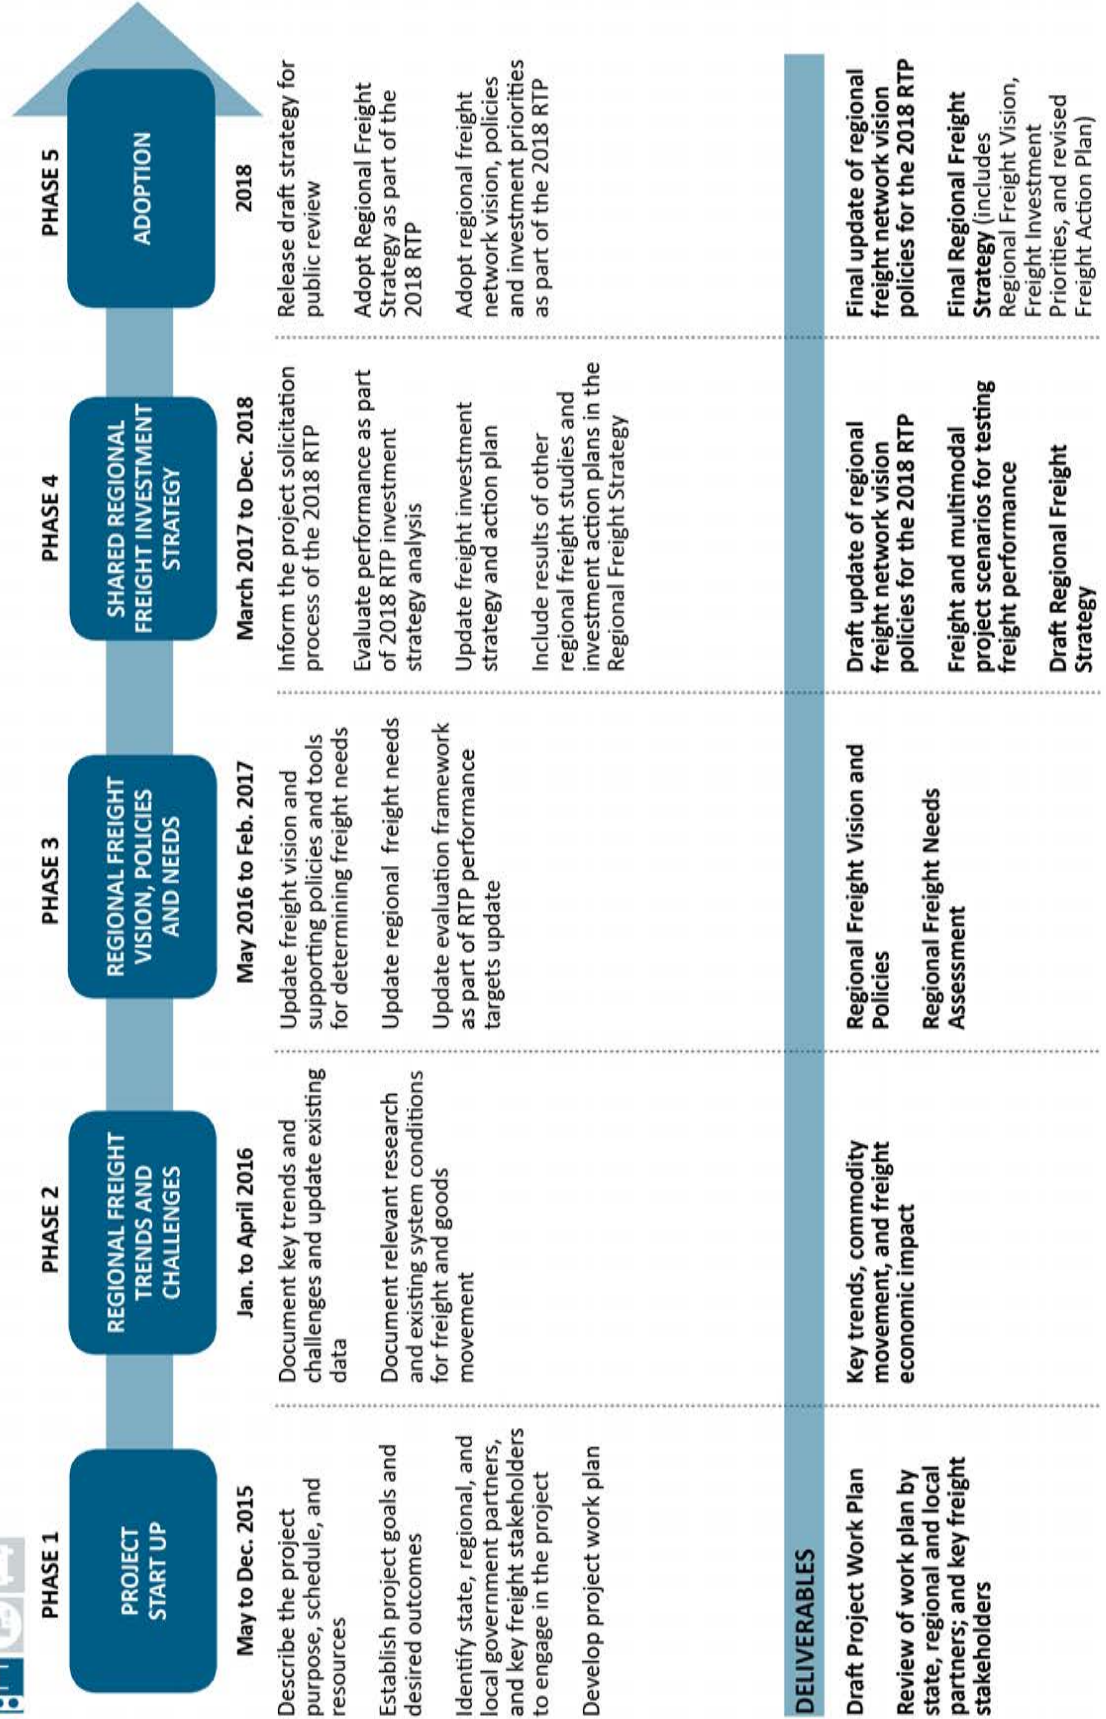 PHASE 1
PROJECT
START UP
May to Dec. 2015
Describe the project
purpose, schedule, and
resources
Establish project goals and
desired outcomes
Identify state, regional, and
local government partners,
and key freight stakeholders
to engage in the project
Develop project work plan
PHASE 2
REGIONAL FREIGHT
TRENDS AND
CHALLENGES
Jan. to April 2016
Document key trends and
challenges and update existing
data
Document relevant research
and existing system conditions
for freight and goods
movement
PHASE 3
REGIONAL FREIGHT
VISION, POLICIES
AND NEEDS
May 2016 to Feb. 2017
Update freight vision and
supporting policies and tools
for determining freight needs
Update regional freight needs
Update evaluation framework
as part of RTP performance
targets update
PHASE 4
SHARED REGIONAL
FREIGHT INVESTMENT
STRATEGY
March 2017 to Dec. 2018
Inform the project solicitation
process of the 2018 RTP
Evaluate performance as part
of 2018 RTP investment
strategy analysis
Update freight investment
strategy and action plan
Include results of other
regional freight studies and
investment action plans in the
Regional Freight Strategy
PHASE 5
ADOPTION
2018
Release draft strategy for
public review
Adopt Regional Freight
Strategy as part of the
2018 RTP
Adopt regional freight
network vision, policies
and investment priorities
as part of the 2018 RTP
DELIVERABLES
Draft Project Work Plan
Review of work plan by
state, regional and local
partners; and key freight
stakeholders
Key trends, commodity
movement, and freight
economic impact
Regional Freight Vision and
Policies
Regional Freight Needs
Assessment
Draft update of regional
freight network vision
policies for the 2018 RTP
Freight and multimodal
project scenarios for testing
freight performance
Draft Regional Freight
Strategy
Final update of regional
freight network vision
policies for the 2018 RTP
Final Regional Freight
Strategy (includes
Regional Freight Vision,
Freight Investment
Priorities, and revised
Freight Action Plan)